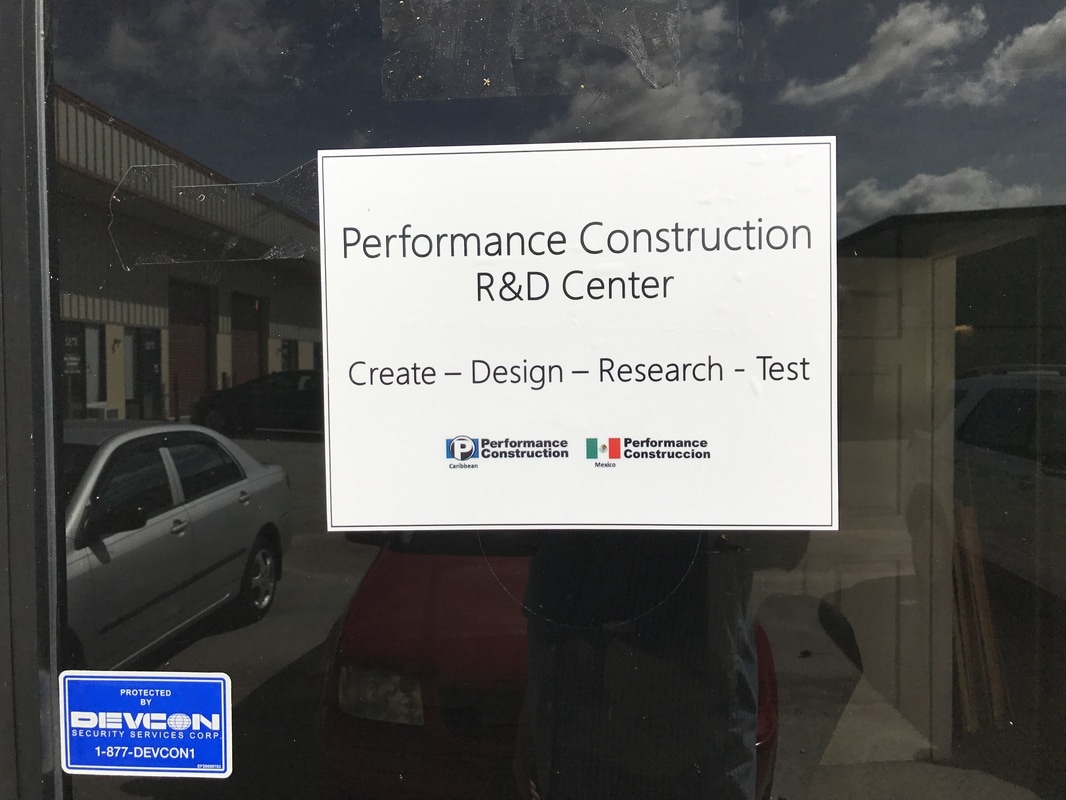 Performance Construction
R&D Center
Create – Design – Research - Test
P
Performance
Construction
Caribbean
Performance
Construccion
Mexico
PROTECTED
BY
DEVCON
SECURITY SERVICES CORP.
1-877-DEVCON1